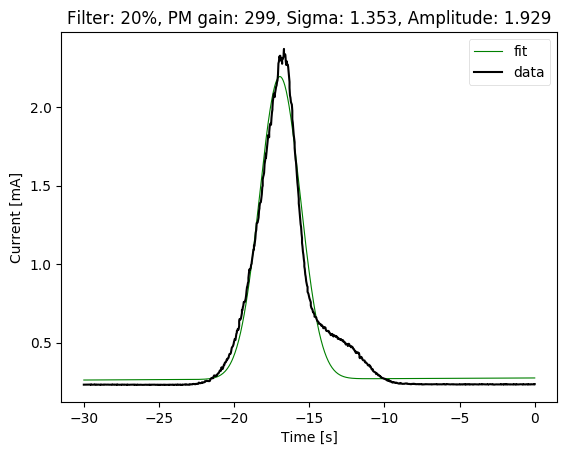 Filter: 20%, PM gain: 299, Sigma: 1.353, Amplitude: 1.929
fit
data
2.0
1.5
1.0
0.5
Current [mA]
−30
−25
−20
−15
−10
−5
0
Time [s]